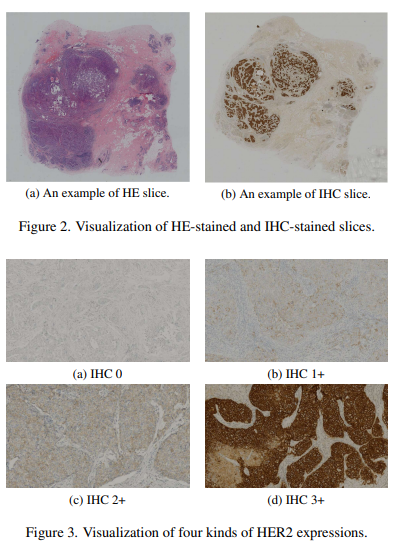 (a) An example of HE slice.
(b) An example of IHC slice.
Figure 2. Visualization of HE-stained and IHC-stained slices.
(a) IHC 0
(b) IHC 1+
(c) IHC 2+
(d) IHC 3+
Figure 3. Visualization of four kinds of HER2 expressions.